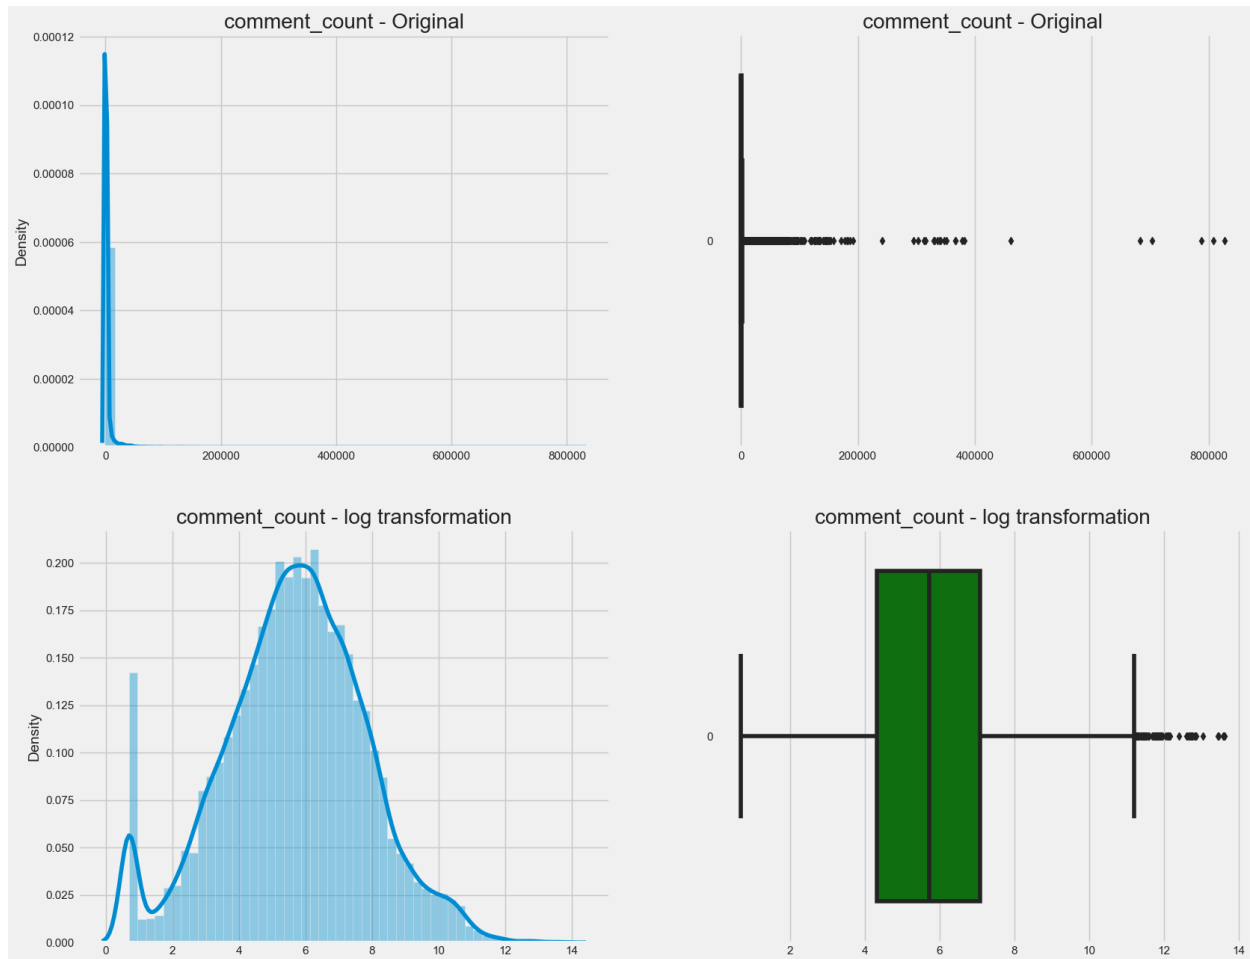 comment_count - Original
Density
0.00012
0.00010
0.00008
0.00006
0.00004
0.00002
0.00000
0 200000 400000 600000 800000
comment_count - Original
0
0 200000 400000 600000 800000
comment_count - log transformation
Density
0.200
0.175
0.150
0.125
0.100
0.075
0.050
0.025
0.000
0 2 4 6 8 10 12 14
comment_count - log transformation
0
2 4 6 8 10 12 14